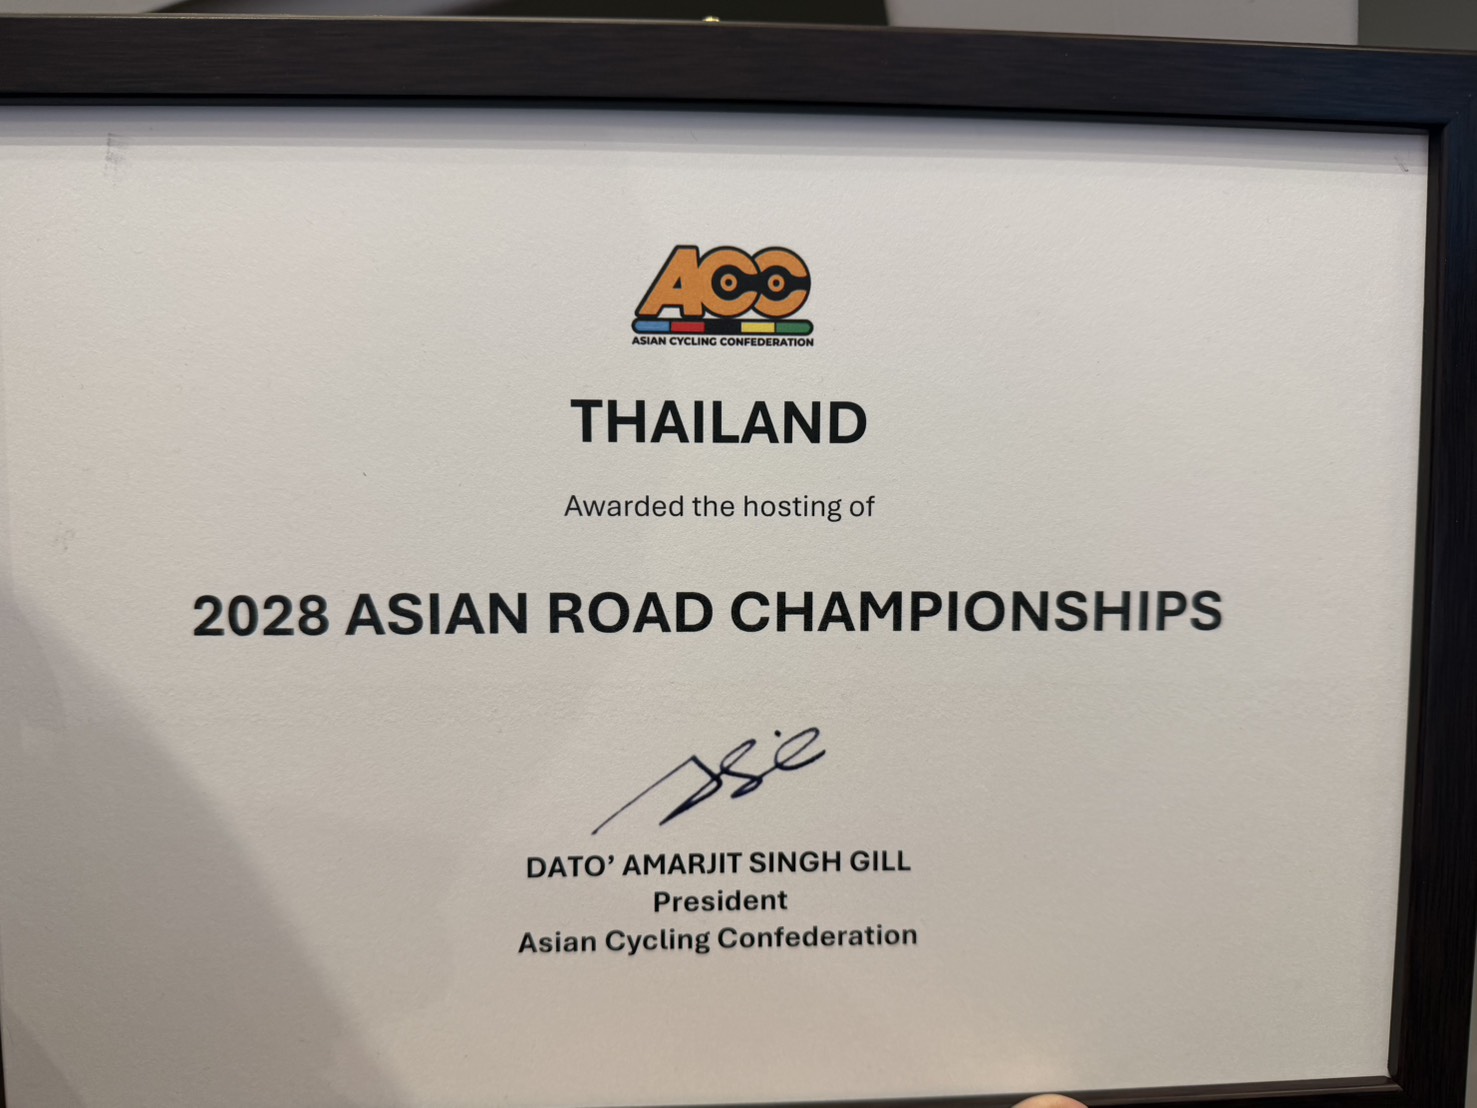 ACC
ASIAN CYCLING CONFEDERATION
THAILAND
Awarded the hosting of
2028 ASIAN ROAD CHAMPIONSHIPS
DATO’ AMARJIT SINGH GILL
President
Asian Cycling Confederation